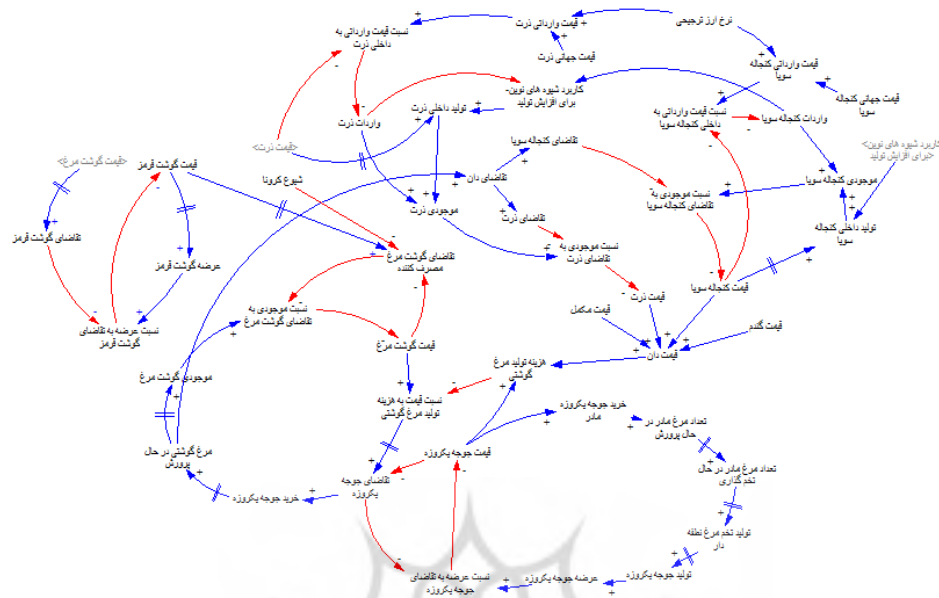 نرخ ارز ترجیحی
قیمت وارداتی ذرت
نسبت قیمت وارداتی به
داخلی ذرت
قیمت جهانی ذرت
قیمت وارداتی کنجاله
سویا
قیمت جهانی کنجاله
سویا
کاربرد شیوه های نوین
برای افزایش تولید
تولید داخلی ذرت
واردات ذرت
نسبت قیمت وارداتی به
داخلی کنجاله سویا
واردات کنجاله سویا
<قیمت ذرت>
تقاضای کنجاله سویا
<کاربرد شیوه های نوین
برای افزایش تولید>
<قیمت گوشت مرغ>
قیمت گوشت قرمز
شیوع کرونا
تقاضای دان
موجودی کنجاله سویا
نسبت موجودی به
تقاضای کنجاله سویا
موجودی ذرت
تقاضای ذرت
تولید داخلی کنجاله
سویا
تقاضای گوشت قرمز
تقاضای گوشت مرغ
مصرف کننده
نسبت موجودی به
تقاضای ذرت
عرضه گوشت قرمز
قیمت کنجاله سویا
نسبت موجودی به
تقاضای گوشت مرغ
قیمت ذرت
قیمت مکمل
قیمت گندم
نسبت عرضه به تقاضای
گوشت قرمز
قیمت گوشت مرغ
قیمت دان
هزینه تولید مرغ
گوشتی
موجودی گوشت مرغ
نسبت قیمت به هزینه
تولید مرغ گوشتی
خرید جوجه یکروزه
مادر
تعداد مرغ مادر در
حال پرورش
مرغ گوشتی در حال
پرورش
قیمت جوجه یکروزه
تعداد مرغ مادر در حال
تخم گذاری
تقاضای جوجه
یکروزه
خرید جوجه یکروزه
تولید تخم مرغ نطفه
دار
تولید جوجه یکروزه
عرضه جوجه یکروزه
نسبت عرضه به تقاضای
جوجه یکروزه